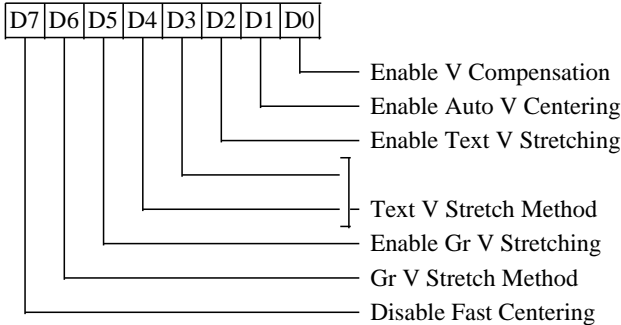 D7 D6 D5 D4 D3 D2 D1 D0
Enable V Compensation
Enable Auto V Centering
Enable Text V Stretching
Text V Stretch Method
Enable Gr V Stretching
Gr V Stretch Method
Disable Fast Centering